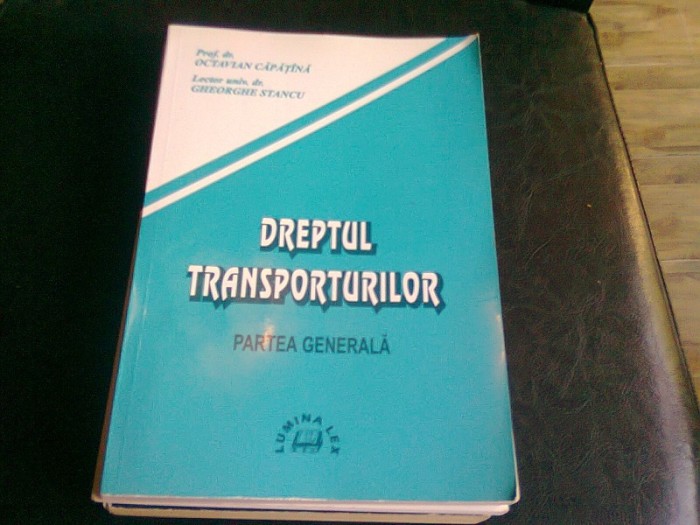 Prof. dr.
OCTAVIAN CĂPĂȚÎNĂ
Lector univ. dr.
GHEORGHE STANCU
DREPTUL
TRANSPORTURILOR
PARTEA GENERALĂ
LUMINA LEX